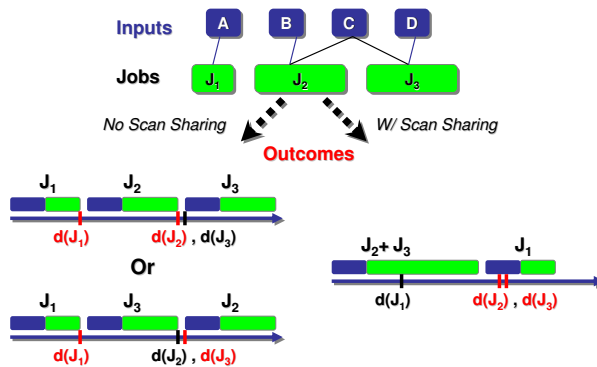 Inputs A B C D
Jobs J₁ J₂ J₃
No Scan Sharing W/ Scan Sharing
Outcomes
J₁ J₂ J₃
d(J₁) d(J₂) , d(J₃)
Or
J₁ J₃ J₂
d(J₁) d(J₂) , d(J₃)
J₂+ J₃ J₁
d(J₁) d(J₂) , d(J₃)